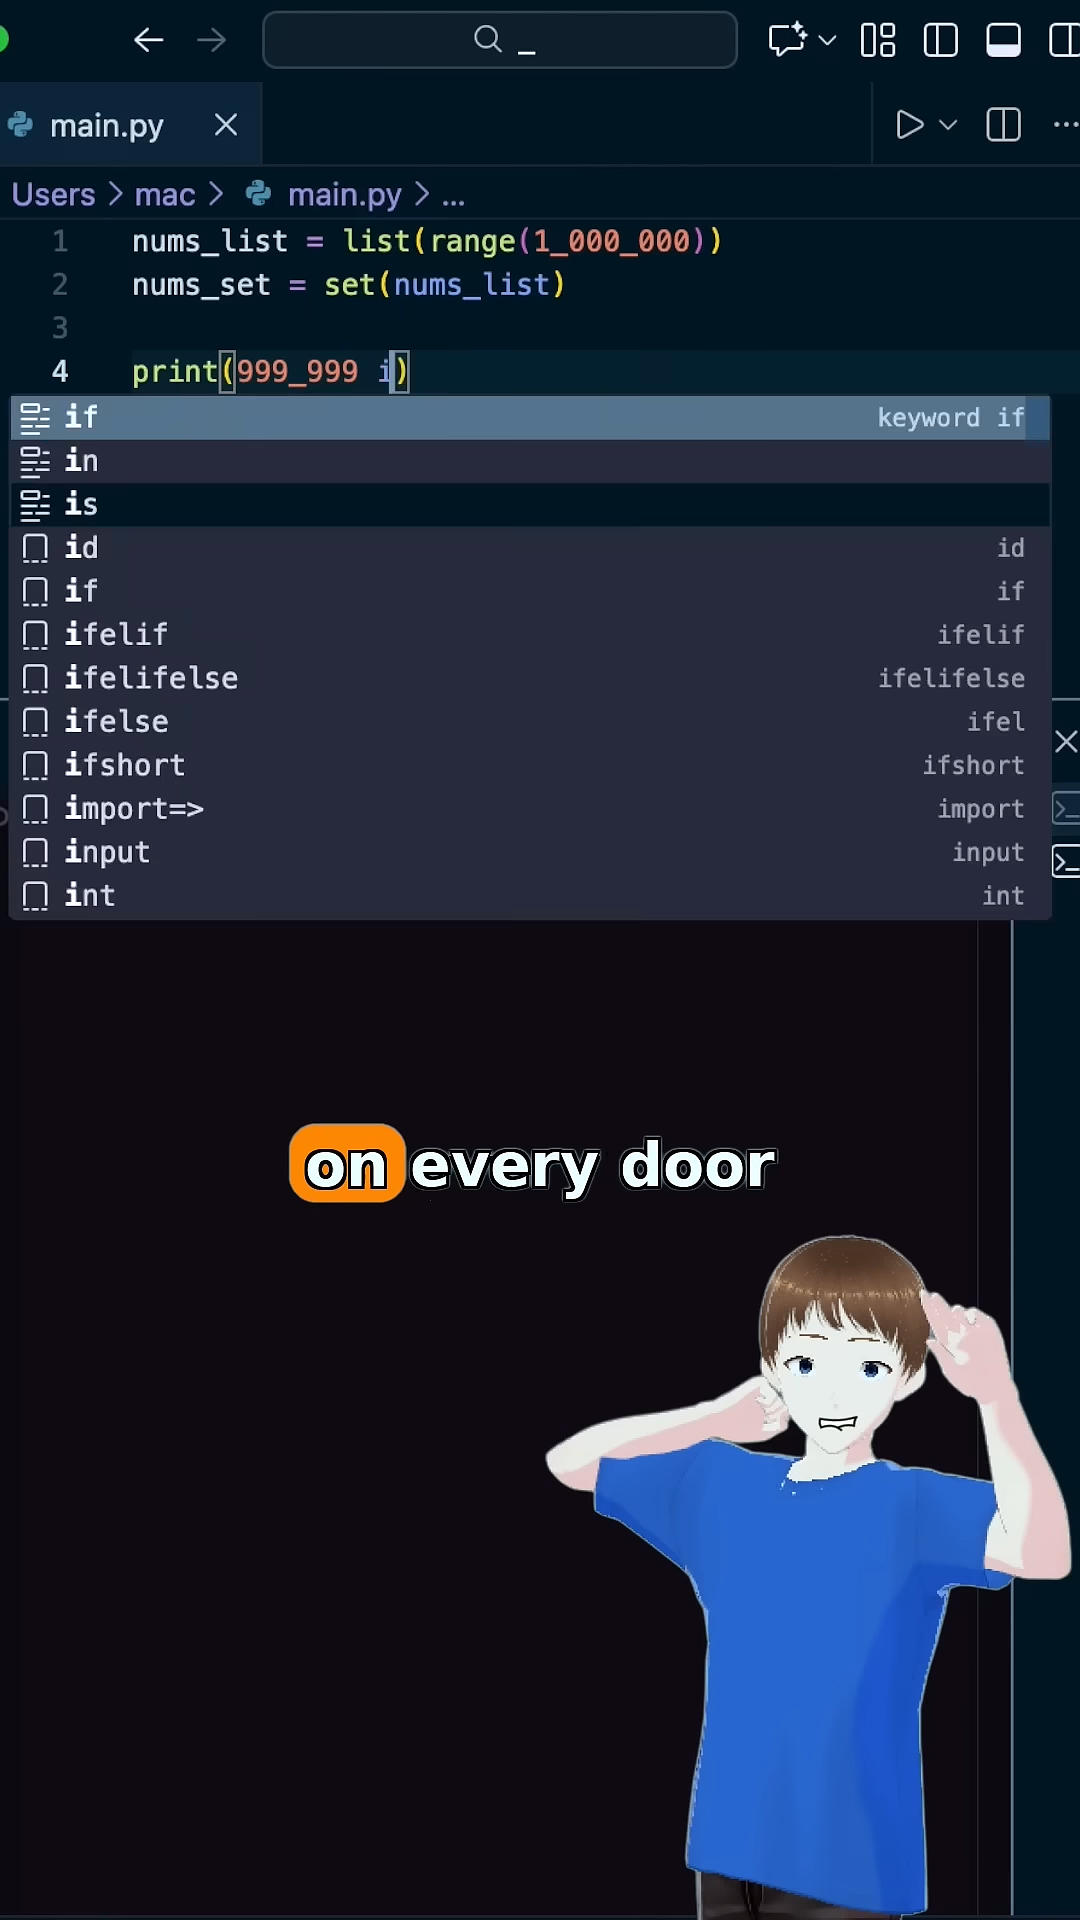 _
main.py
Users > mac > main.py > ...
1 nums_list = list(range(1_000_000))
2 nums_set = set(nums_list)
3
4 print(999_999 i)
if keyword if
in
is
id id
if if
ifelif ifelif
ifelifelse ifelifelse
ifelse ifel
ifshort ifshort
import=> import
input input
int int
on every door